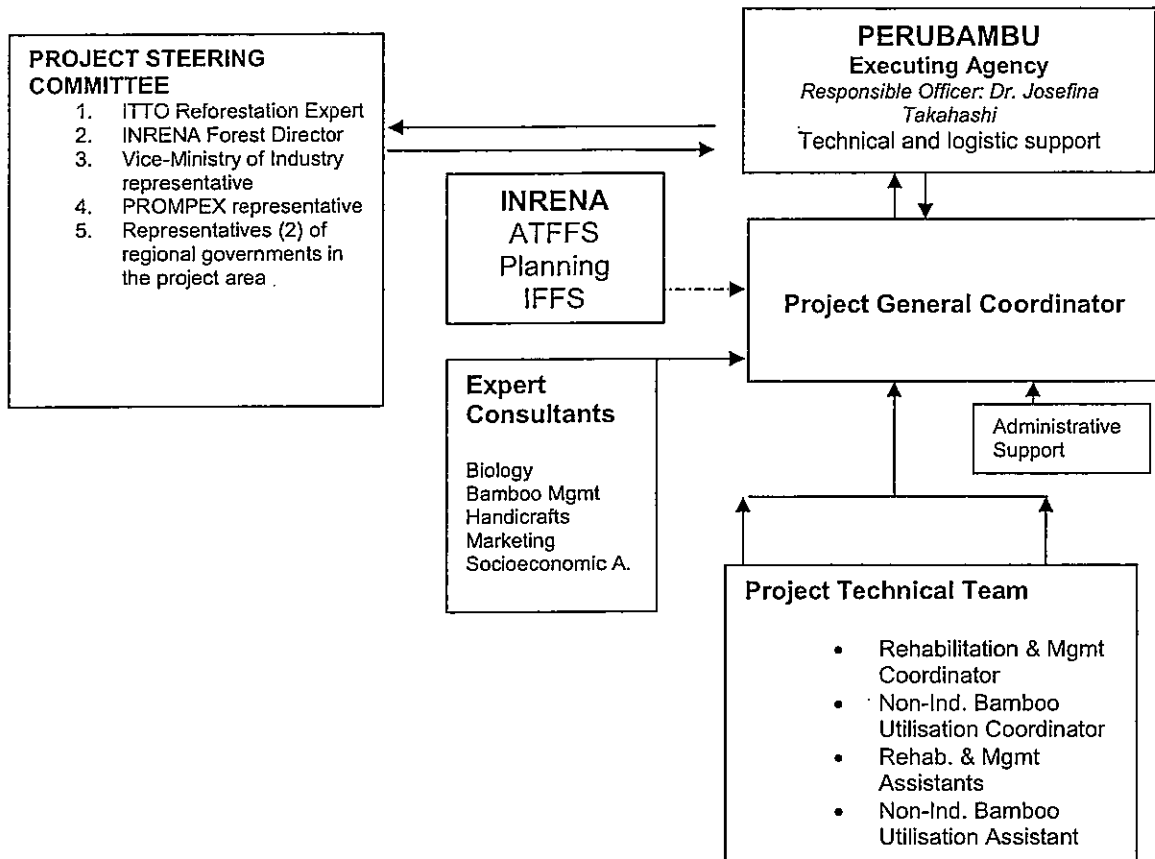 PROJECT STEERING
COMMITTEE
1. ITTO Reforestation Expert
2. INRENA Forest Director
3. Vice-Ministry of Industry
representative
4. PROMPEX representative
5. Representatives (2) of
regional governments in
the project area
PERUBAMBU
Executing Agency
Responsible Officer: Dr. Josefina
Takahashi
Technical and logistic support
INRENA
ATFFS
Planning
IFFS
Project General Coordinator
Expert
Consultants
Biology
Bamboo Mgmt
Handicrafts
Marketing
Socioeconomic A.
Administrative
Support
Project Technical Team
• Rehabilitation & Mgmt
Coordinator
• Non-Ind. Bamboo
Utilisation Coordinator
• Rehab. & Mgmt
Assistants
• Non-Ind. Bamboo
Utilisation Assistant